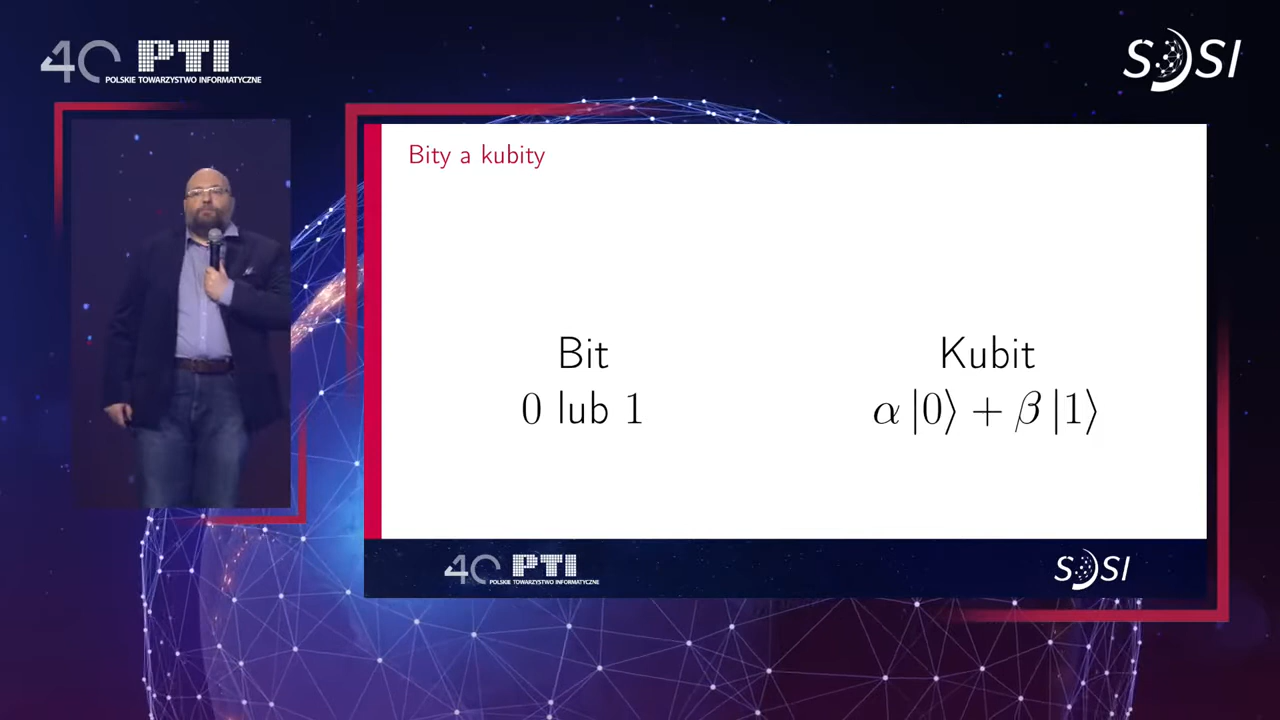 40 PTI
POLSKIE TOWARZYSTWO INFORMATYCZNE
SOSI
Bity a kubity
Bit
0 lub 1
Kubit
α |0⟩ + β |1⟩
40 PTI
POLSKIE TOWARZYSTWO INFORMATYCZNE
SOSI